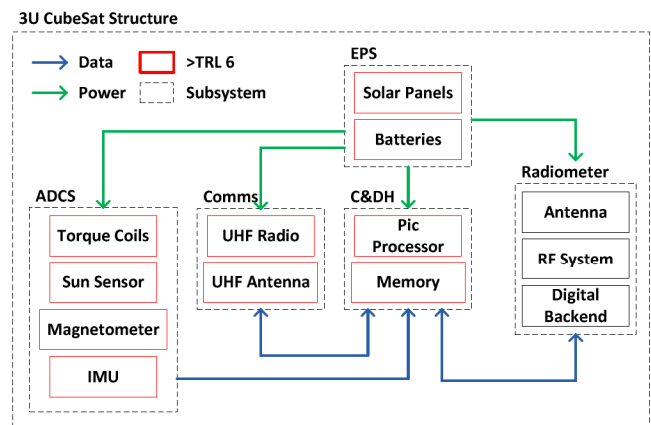 3U CubeSat Structure
Data
>TRL 6
Power
Subsystem
EPS
Solar Panels
Batteries
ADCS
Torque Coils
Sun Sensor
Magnetometer
IMU
Comms
UHF Radio
UHF Antenna
C&DH
Pic
Processor
Memory
Radiometer
Antenna
RF System
Digital
Backend